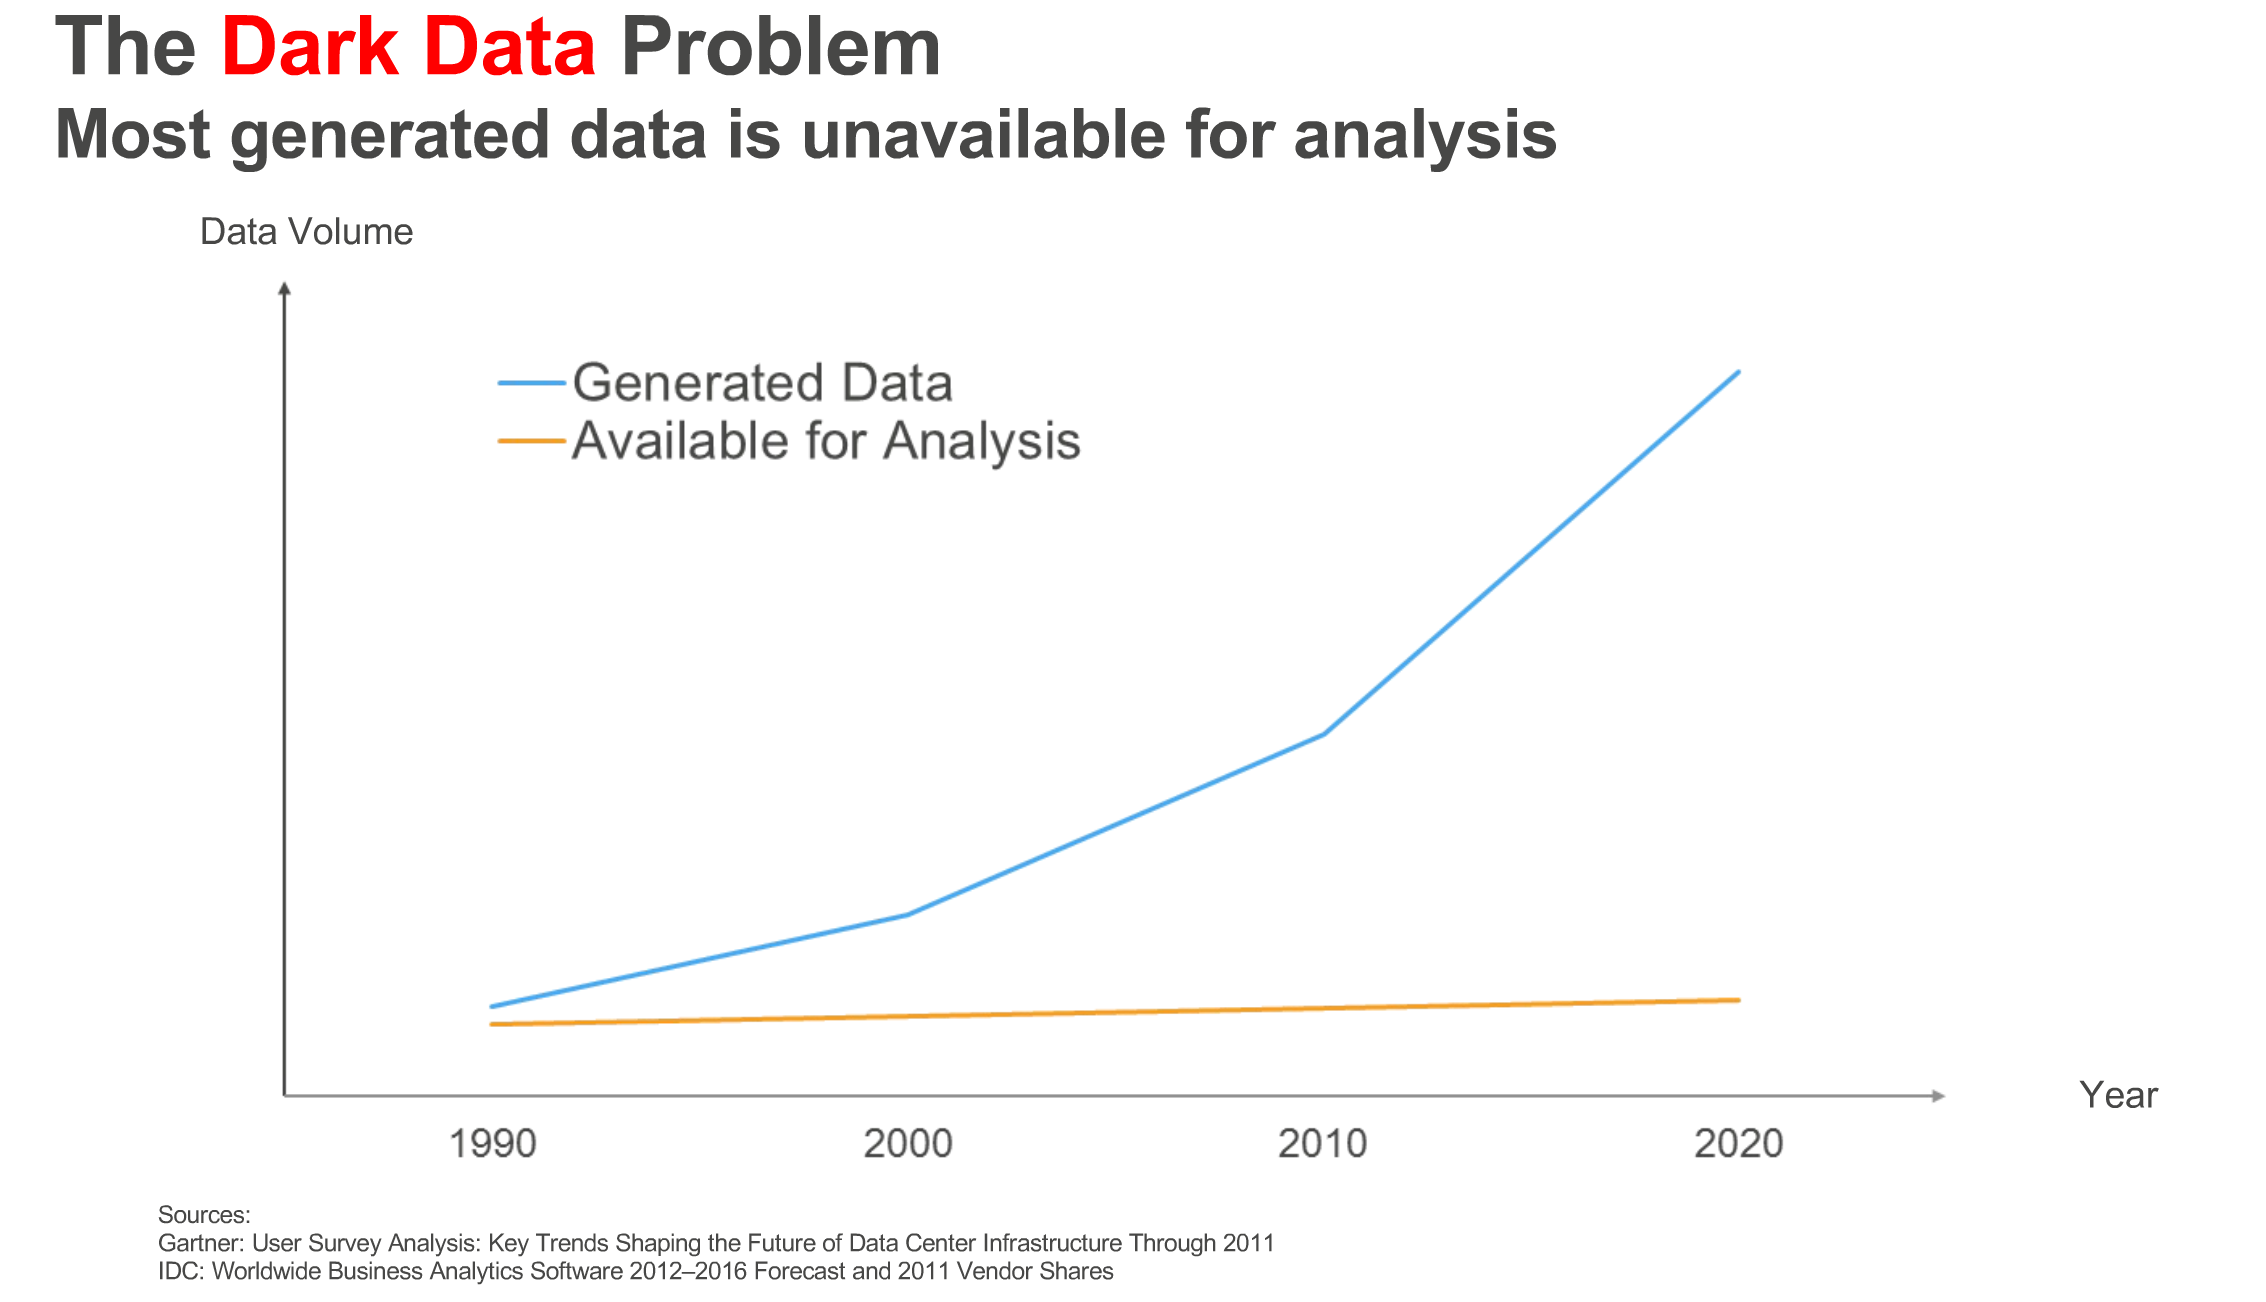 The Dark Data Problem
Most generated data is unavailable for analysis
Data Volume
Generated Data
Available for Analysis
Year
1990 2000 2010 2020
Sources:
Gartner: User Survey Analysis: Key Trends Shaping the Future of Data Center Infrastructure Through 2011
IDC: Worldwide Business Analytics Software 2012–2016 Forecast and 2011 Vendor Shares